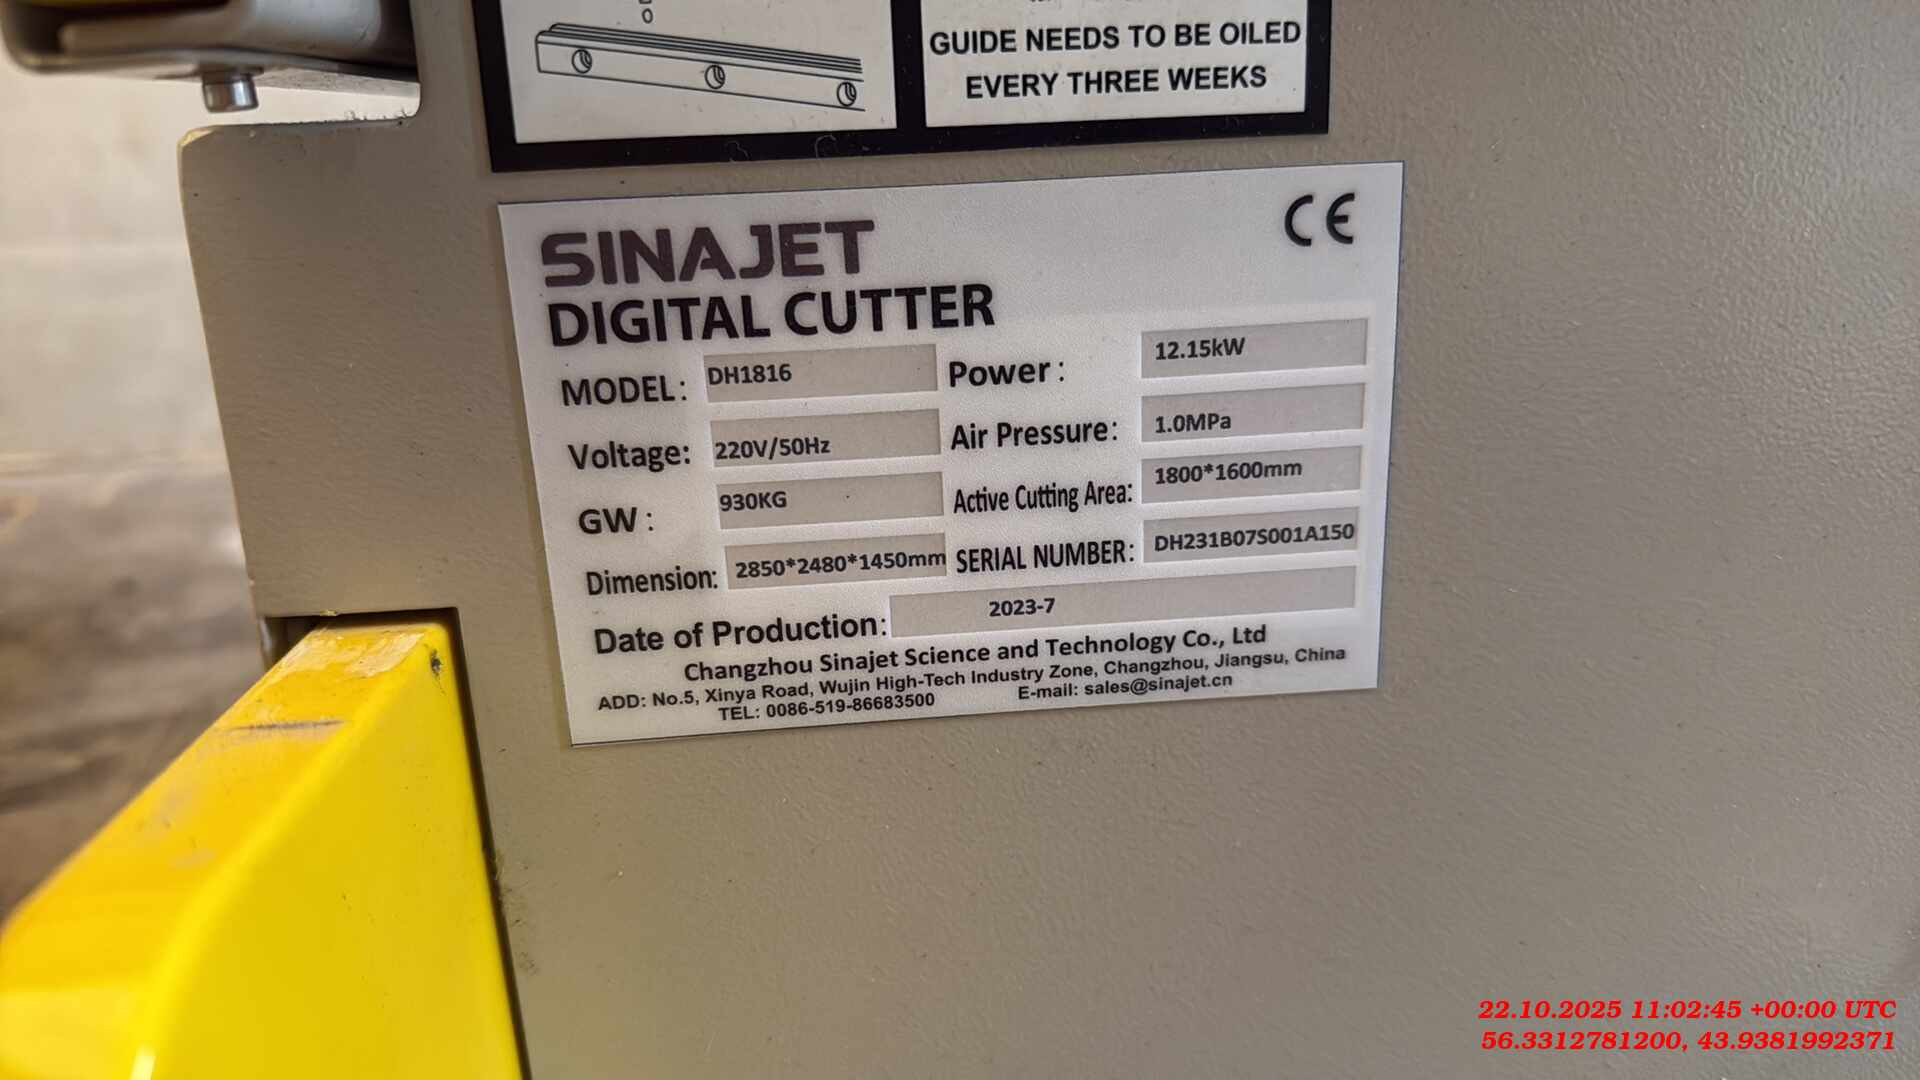 GUIDE NEEDS TO BE OILED
EVERY THREE WEEKS
CE
SINAJET
DIGITAL CUTTER
MODEL: DH1816 Power: 12.15kW
Voltage: 220V/50Hz Air Pressure: 1.0MPa
GW: 930KG Active Cutting Area: 1800*1600mm
Dimension: 2850*2480*1450mm SERIAL NUMBER: DH231B07S001A150
Date of Production: 2023-7
Changzhou Sinajet Science and Technology Co., Ltd
ADD: No.5, Xinya Road, Wujin High-Tech Industry Zone, Changzhou, Jiangsu, China
TEL: 0086-519-86683500 E-mail: sales@sinajet.cn
22.10.2025 11:02:45 +00:00 UTC
56.3312781200, 43.9381992371